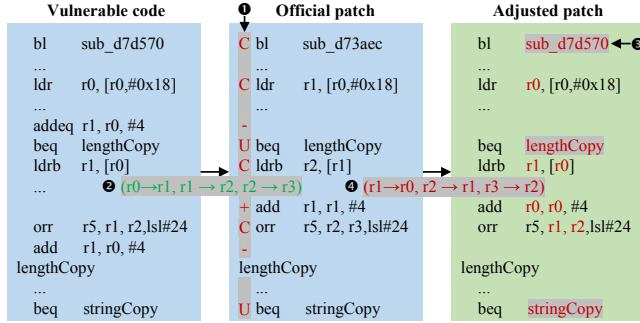 Vulnerable code Official patch Adjusted patch
❶
bl sub_d7d570 C bl sub_d73aec bl sub_d7d570 ❸
... ... ...
ldr r0, [r0,#0x18] C ldr r1, [r0,#0x18] ldr r0, [r0,#0x18]
... ... ...
addeq r1, r0, #4 -
beq lengthCopy U beq lengthCopy beq lengthCopy
ldrb r1, [r0] C ldrb r2, [r1] ldrb r1, [r0]
... ❷ (r0→r1, r1 → r2, r2 → r3) ❹ (r1→r0, r2 → r1, r3 → r2)
+ add r1, r1, #4 add r0, r0, #4
orr r5, r1, r2,lsl#24 C orr r5, r2, r3,lsl#24 orr r5, r1, r2,lsl#24
add r1, r0, #4 -
lengthCopy lengthCopy lengthCopy
... ... ...
beq stringCopy U beq stringCopy beq stringCopy